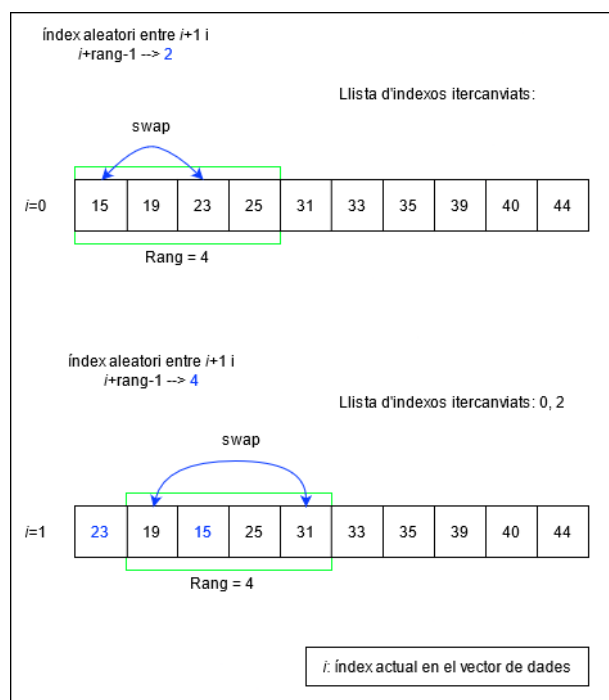 índex aleatori entre i+1 i
i+rang-1 --> 2
Llista d'indexos itercanviats:
swap
i=0 15 19 23 25 31 33 35 39 40 44
Rang = 4
índex aleatori entre i+1 i
i+rang-1 --> 4
Llista d'indexos itercanviats: 0, 2
swap
i=1 23 19 15 25 31 33 35 39 40 44
Rang = 4
i: índex actual en el vector de dades